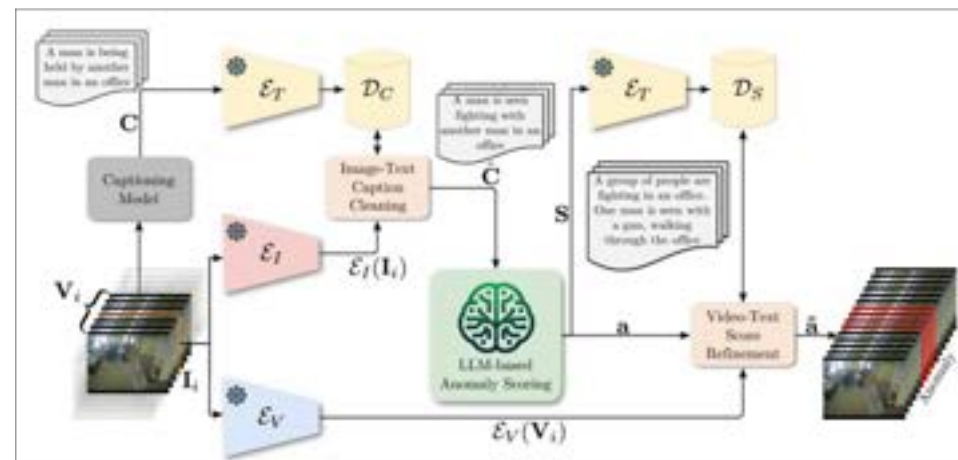 A man is being
held by another
man in an office
C
Captioning
Model
V_i
I_i
ℰ_T
𝒟_C
Image-Text
Caption
Cleaning
ℰ_I
ℰ_I(I_i)
ℰ_V
ℰ_V(V_i)
A man is seen
fighting with
another man in an
office
Ĉ
LLM-based
Anomaly Scoring
S
a
ℰ_T
𝒟_S
A group of people are
fighting in an office.
One man is seen with
a gun, walking
through the office
Video-Text
Score
Refinement
ã
Anomaly